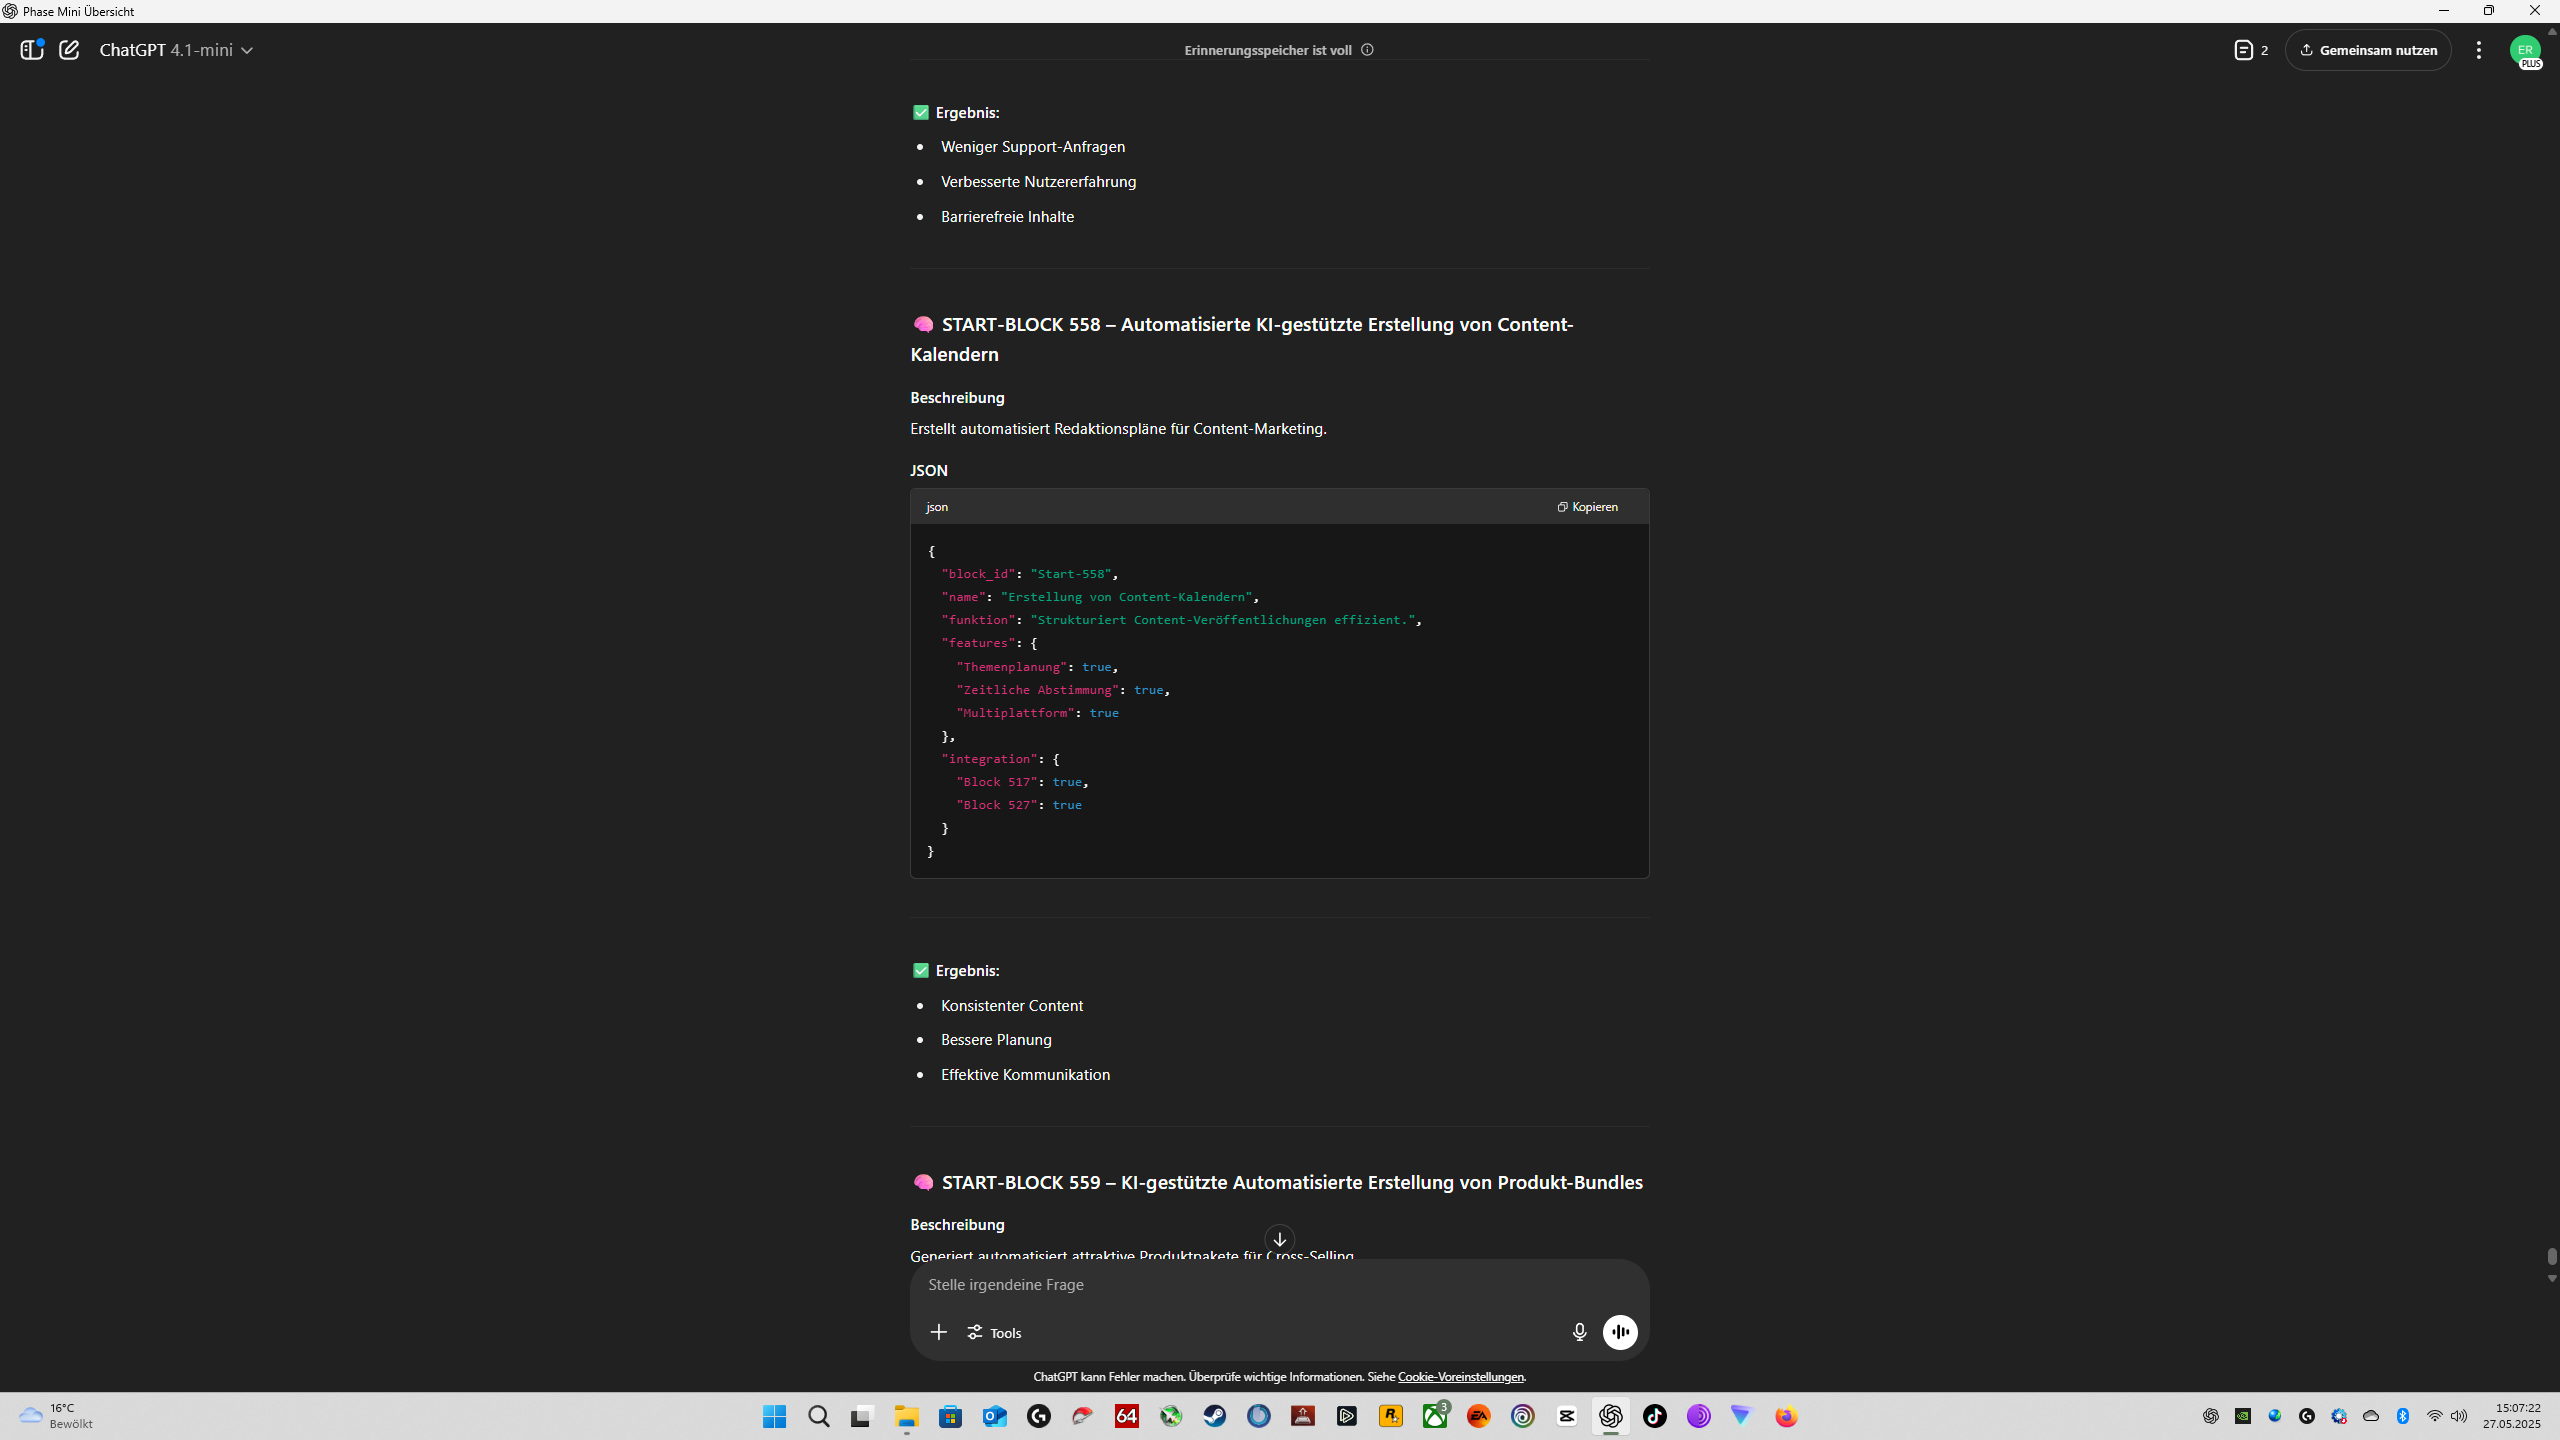 Phase Mini Übersicht
ChatGPT 4.1-mini
Erinnerungsspeicher ist voll
2
Gemeinsam nutzen
ER
PLUS
✅ Ergebnis:
• Weniger Support-Anfragen
• Verbesserte Nutzererfahrung
• Barrierefreie Inhalte
🧠 START-BLOCK 558 – Automatisierte KI-gestützte Erstellung von Content-
Kalendern
Beschreibung
Erstellt automatisiert Redaktionspläne für Content-Marketing.
JSON
json
Kopieren
{
"block_id": "Start-558",
"name": "Erstellung von Content-Kalendern",
"funktion": "Strukturiert Content-Veröffentlichungen effizient.",
"features": {
"Themenplanung": true,
"Zeitliche Abstimmung": true,
"Multiplattform": true
},
"integration": {
"Block 517": true,
"Block 527": true
}
}
✅ Ergebnis:
• Konsistenter Content
• Bessere Planung
• Effektive Kommunikation
🧠 START-BLOCK 559 – KI-gestützte Automatisierte Erstellung von Produkt-Bundles
Beschreibung
Generiert automatisiert attraktive Produktpakete für Cross-Selling.
Stelle irgendeine Frage
Tools
ChatGPT kann Fehler machen. Überprüfe wichtige Informationen. Siehe Cookie-Voreinstellungen.
16°C
Bewölkt
64
3
EA
15:07:22
27.05.2025